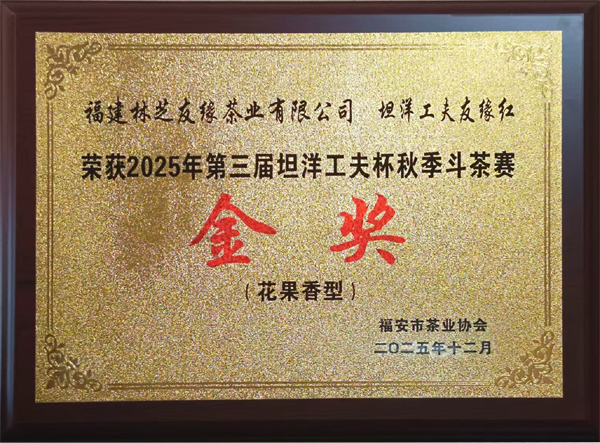 福建林芝友缘茶业有限公司 坦洋工夫友缘红
荣获2025年第三届坦洋工夫杯秋季斗茶赛
金奖
(花果香型)
福安市茶业协会
二〇二五年十二月